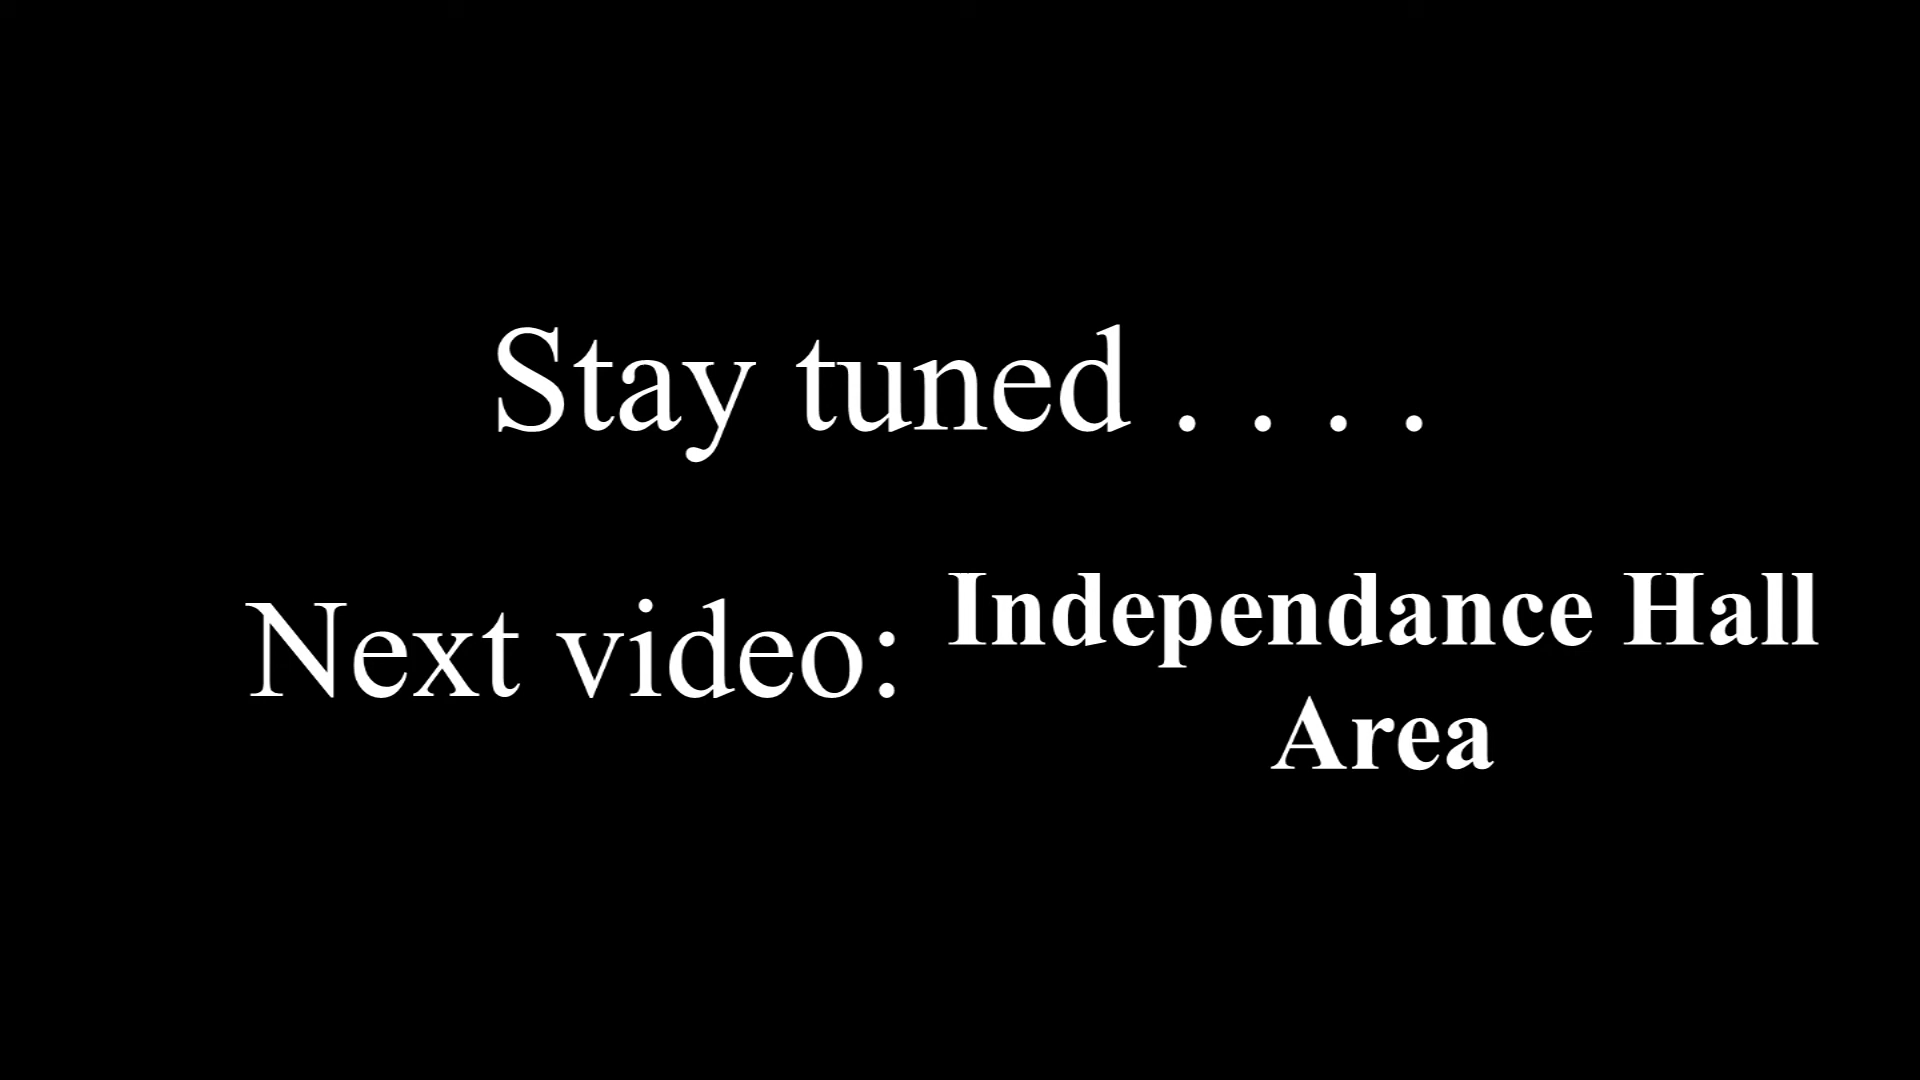 Stay tuned . . . .
Next video:
Independance Hall
Area